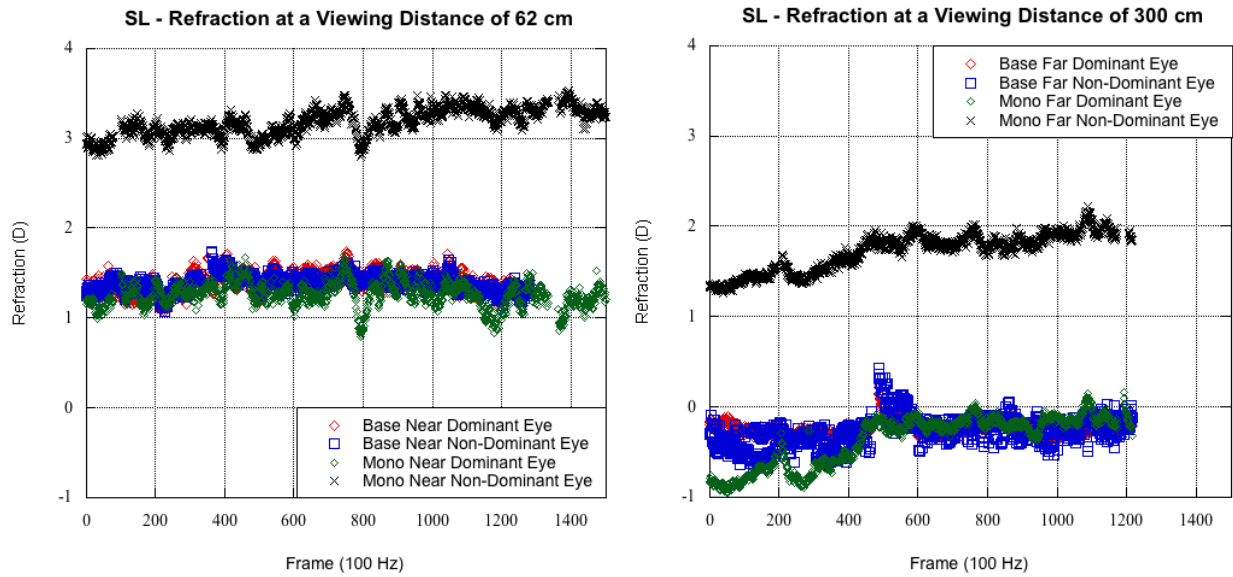 SL - Refraction at a Viewing Distance of 62 cm
4
3
2
1
0
-1
Refraction (D)
0 200 400 600 800 1000 1200 1400
Frame (100 Hz)
Base Near Dominant Eye
Base Near Non-Dominant Eye
Mono Near Dominant Eye
Mono Near Non-Dominant Eye
SL - Refraction at a Viewing Distance of 300 cm
4
3
2
1
0
-1
Refraction (D)
0 200 400 600 800 1000 1200 1400
Frame (100 Hz)
Base Far Dominant Eye
Base Far Non-Dominant Eye
Mono Far Dominant Eye
Mono Far Non-Dominant Eye